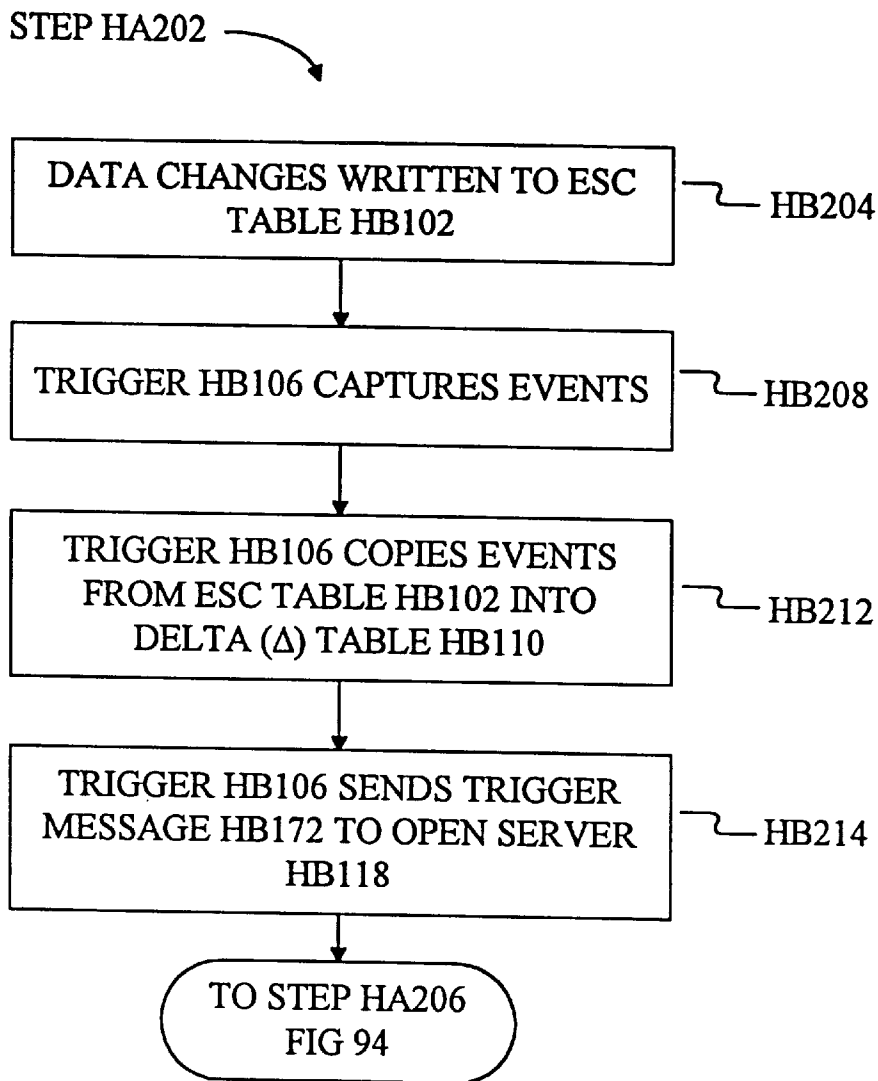 STEP HA202
DATA CHANGES WRITTEN TO ESC
TABLE HB102
HB204
TRIGGER HB106 CAPTURES EVENTS
HB208
TRIGGER HB106 COPIES EVENTS
FROM ESC TABLE HB102 INTO
DELTA (Δ) TABLE HB110
HB212
TRIGGER HB106 SENDS TRIGGER
MESSAGE HB172 TO OPEN SERVER
HB118
HB214
TO STEP HA206
FIG 94